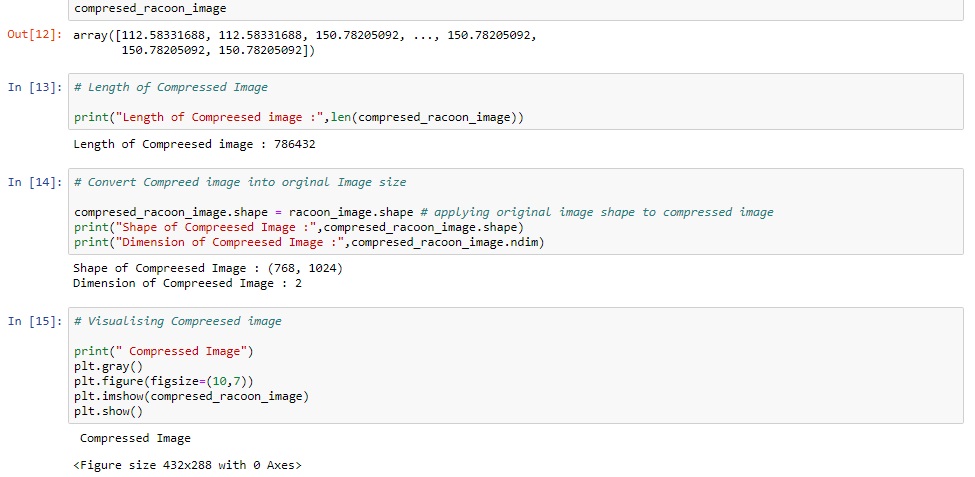 compresed_racoon_image
Out[12]: array([112.58331688, 112.58331688, 150.78205092, ..., 150.78205092,
150.78205092, 150.78205092])
In [13]: # Length of Compressed Image
print("Length of Compreesed image :",len(compresed_racoon_image))
Length of Compreesed image : 786432
In [14]: # Convert Compreed image into orginal Image size
compresed_racoon_image.shape = racoon_image.shape # applying original image shape to compressed image
print("Shape of Compreesed Image :",compresed_racoon_image.shape)
print("Dimension of Compreesed Image :",compresed_racoon_image.ndim)
Shape of Compreesed Image : (768, 1024)
Dimension of Compreesed Image : 2
In [15]: # Visualising Compreesed image
print(" Compressed Image")
plt.gray()
plt.figure(figsize=(10,7))
plt.imshow(compresed_racoon_image)
plt.show()
Compressed Image
<Figure size 432x288 with 0 Axes>